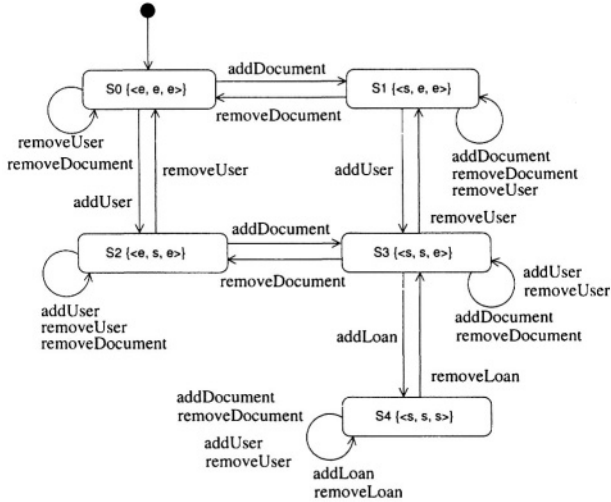 addDocument
S0 {<e, e, e>}
S1 {<s, e, e>}
removeDocument
removeUser
removeDocument
addDocument
removeDocument
removeUser
removeUser
addUser
addUser
removeUser
addDocument
S2 {<e, s, e>}
S3 {<s, s, e>}
removeDocument
addUser
removeUser
addUser
removeUser
removeDocument
addDocument
removeDocument
addLoan
removeLoan
addDocument
removeDocument
S4 {<s, s, s>}
addUser
removeUser
addLoan
removeLoan